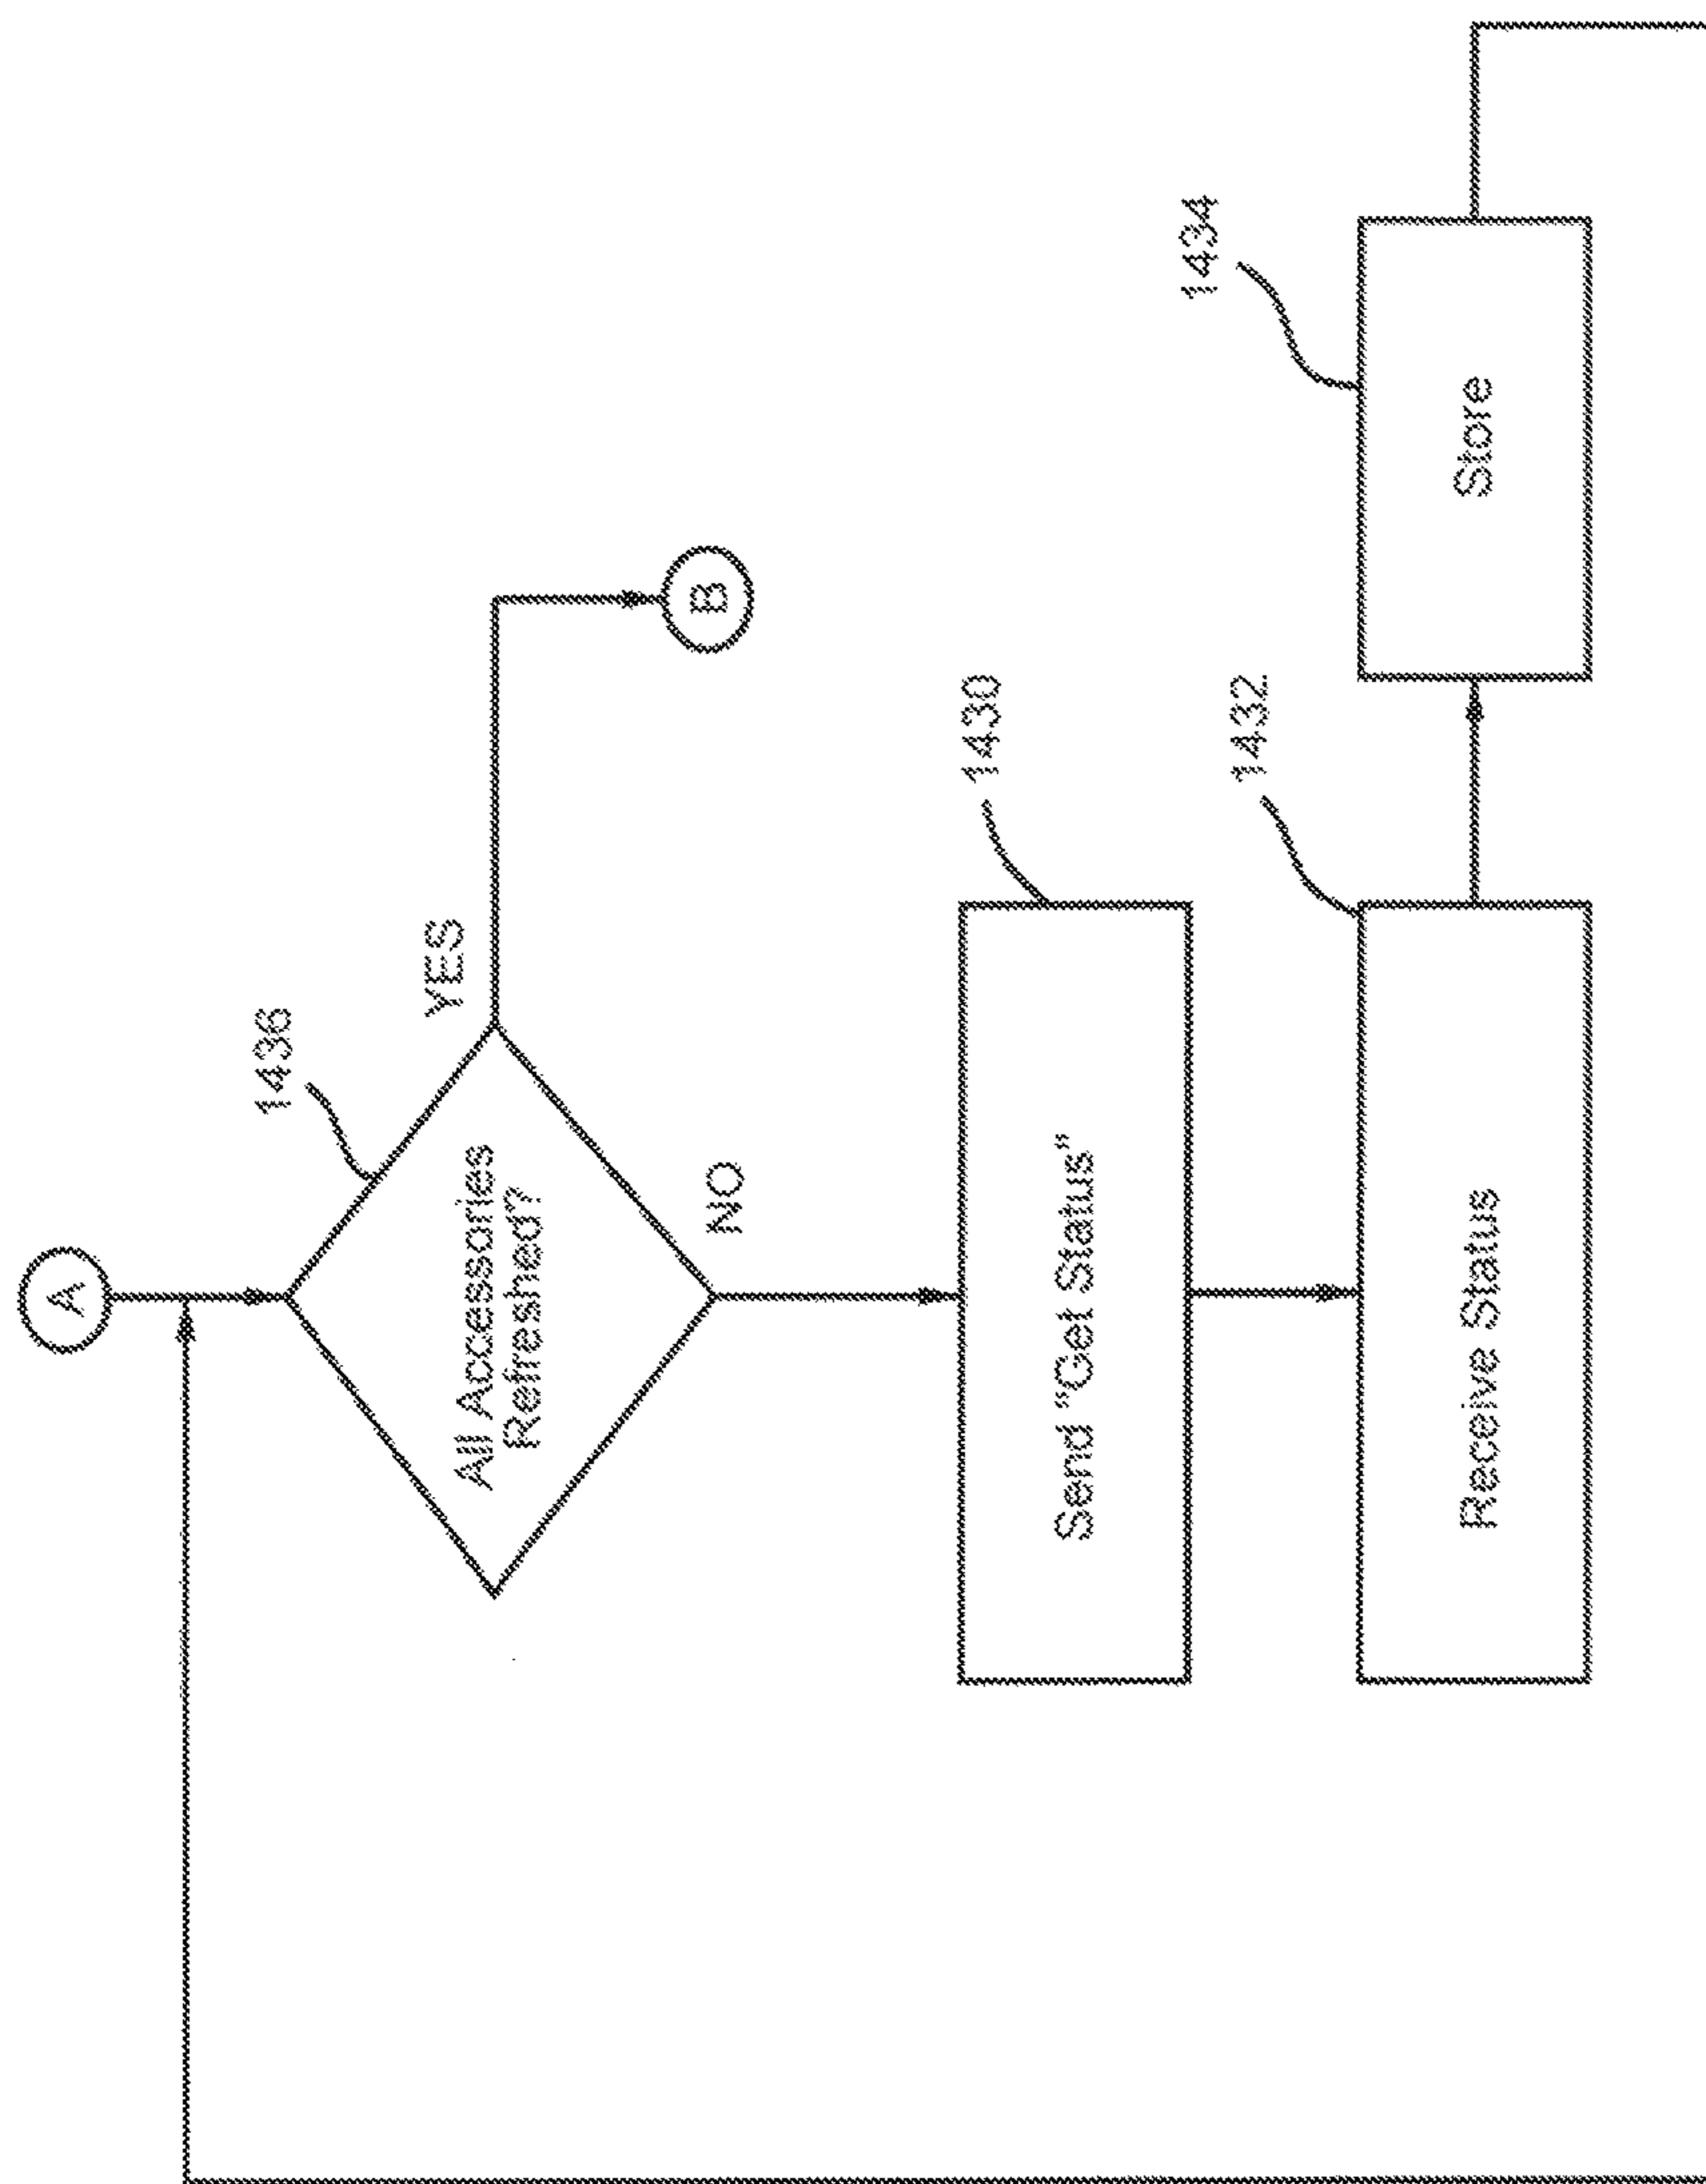 A
1436
All Accessories
Refreshed?
YES
B
NO
1430
Send "Get Status"
1432
Receive Status
1434
Store